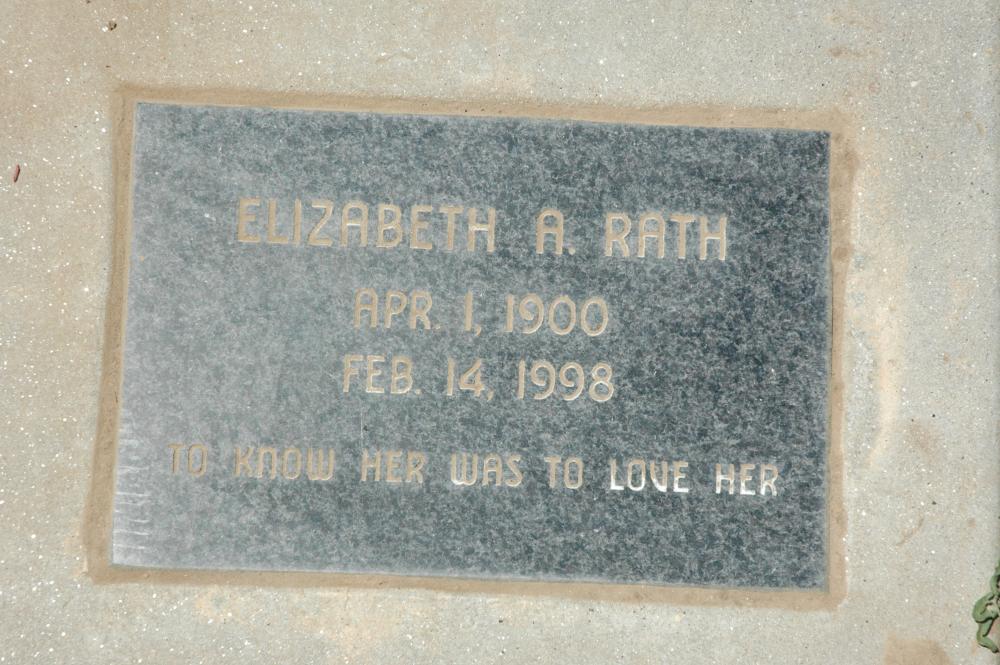 ELIZABETH A. RATH
APR. 1, 1900
FEB. 14, 1998
TO KNOW HER WAS TO LOVE HER